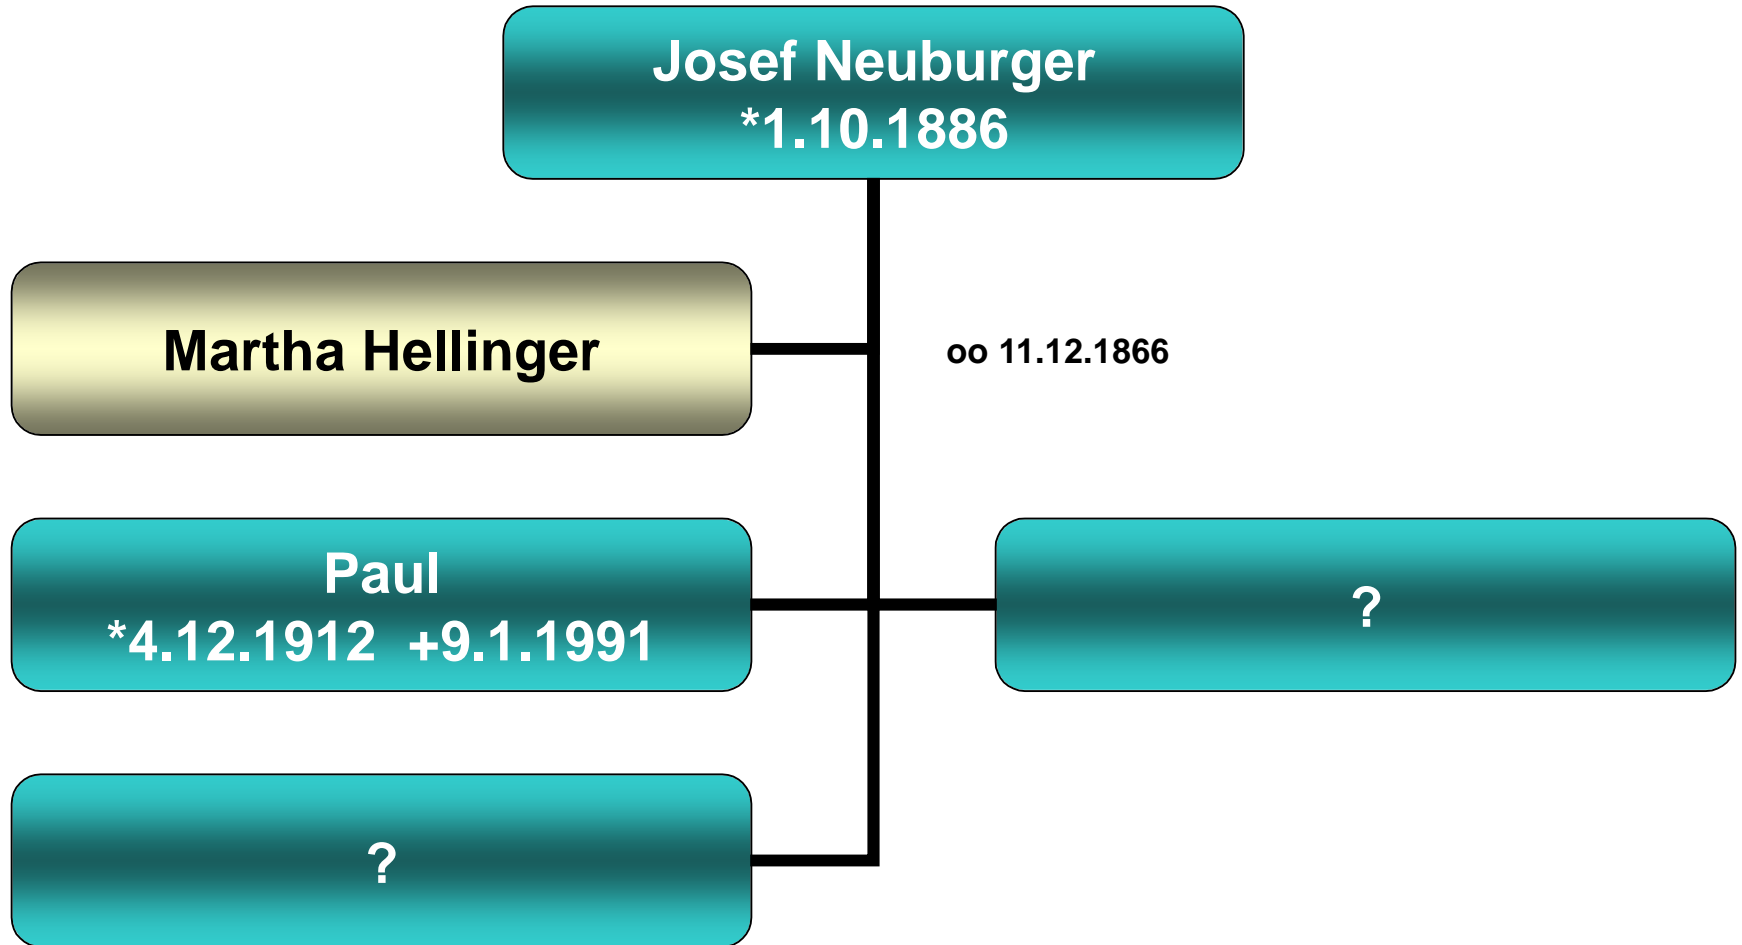 Josef Neuburger
*1.10.1886
Martha Hellinger
oo 11.12.1866
Paul
*4.12.1912  +9.1.1991
?
?